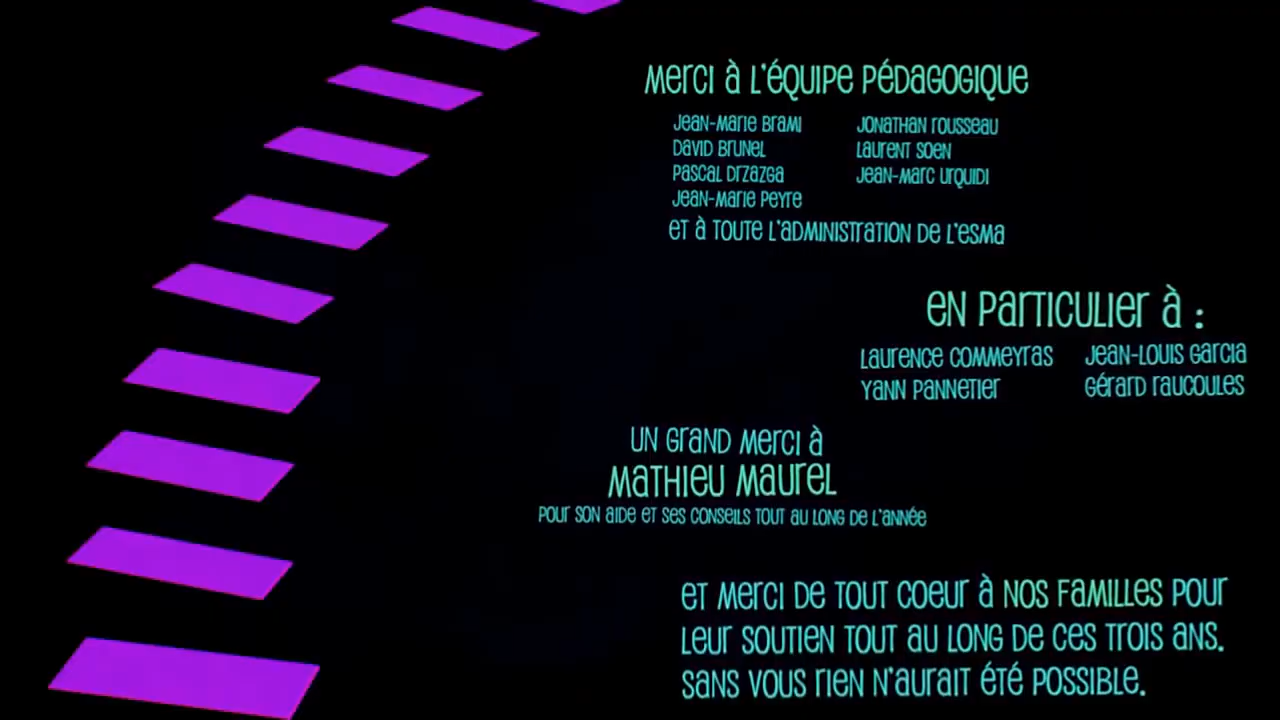 Merci à l'équipe pédagogique
Jean-Marie Brami
David Brunel
Pascal Drzazga
Jean-Marie Peyre
Jonathan Rousseau
Laurent Soen
Jean-Marc Urquidi
et à toute l'administration de l'esma
en particulier à :
Laurence Commeyras
Yann Pannetier
Jean-Louis Garcia
Gérard Raucoules
un grand merci à
Mathieu Maurel
pour son aide et ses conseils tout au long de l'année
et merci de tout coeur à nos familles pour
leur soutien tout au long de ces trois ans.
sans vous rien n'aurait été possible.